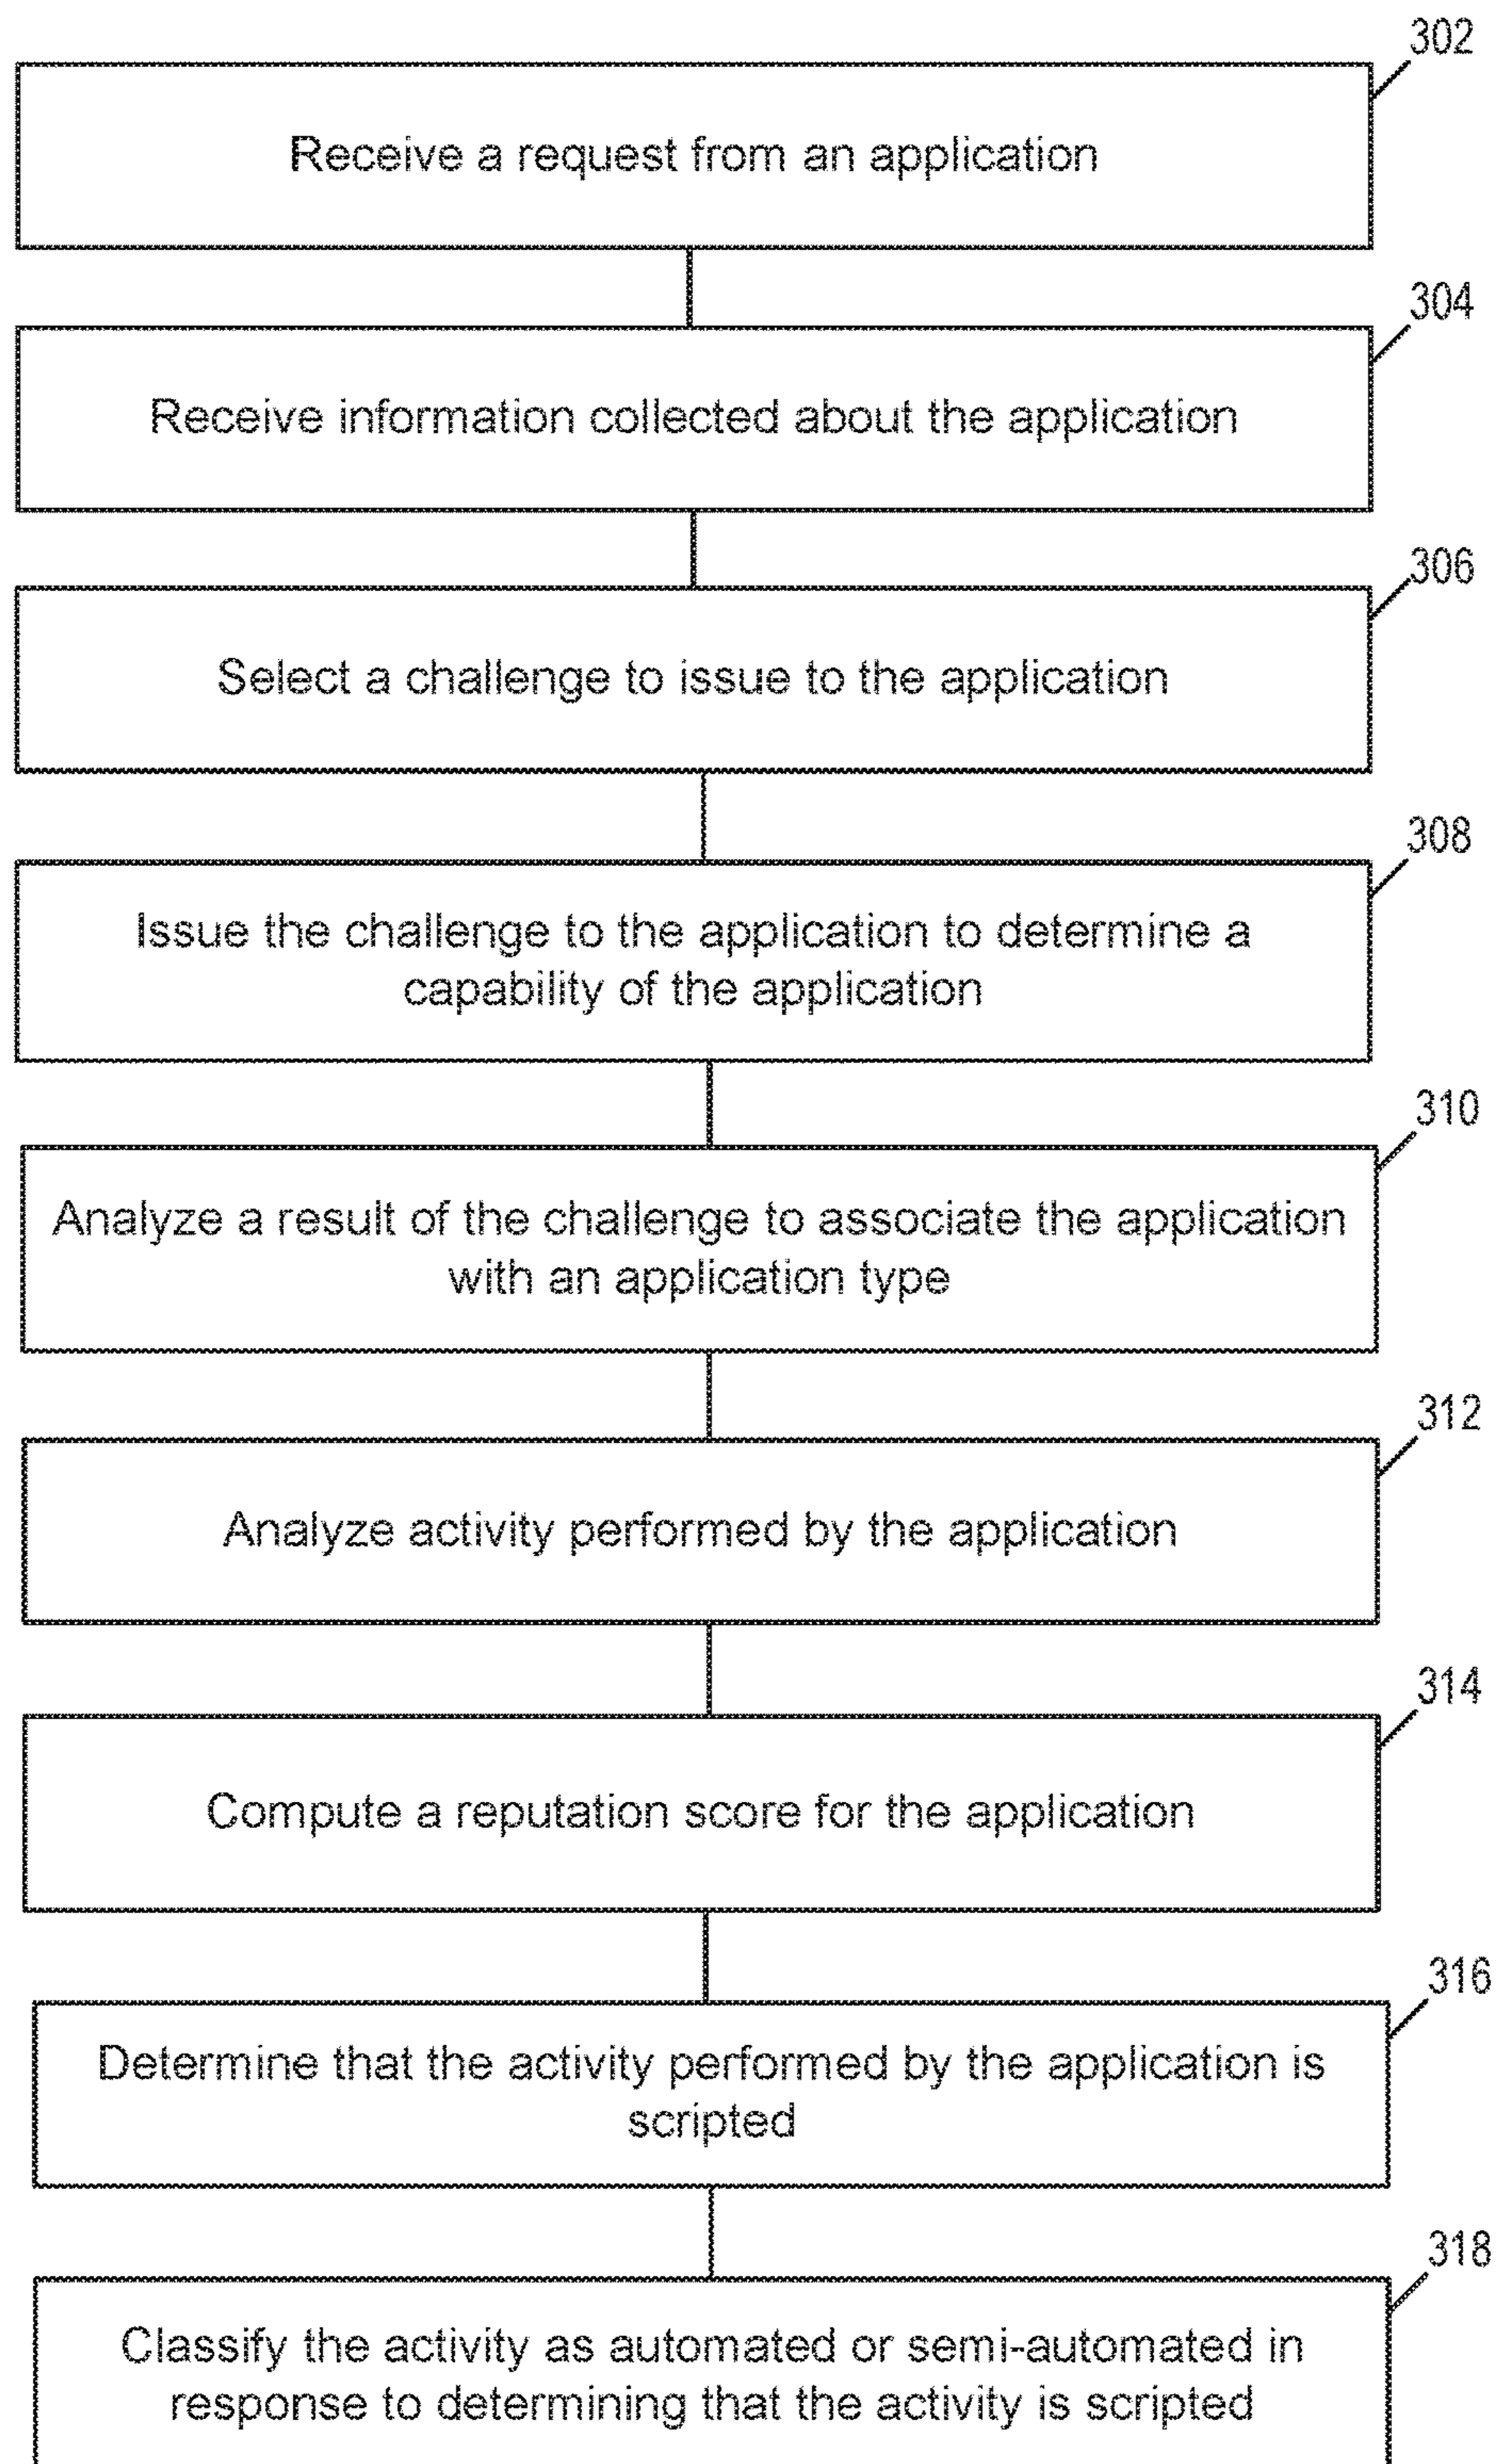 302
Receive a request from an application
304
Receive information collected about the application
306
Select a challenge to issue to the application
308
Issue the challenge to the application to determine a
capability of the application
310
Analyze a result of the challenge to associate the application
with an application type
312
Analyze activity performed by the application
314
Compute a reputation score for the application
316
Determine that the activity performed by the application is
scripted
318
Classify the activity as automated or semi-automated in
response to determining that the activity is scripted